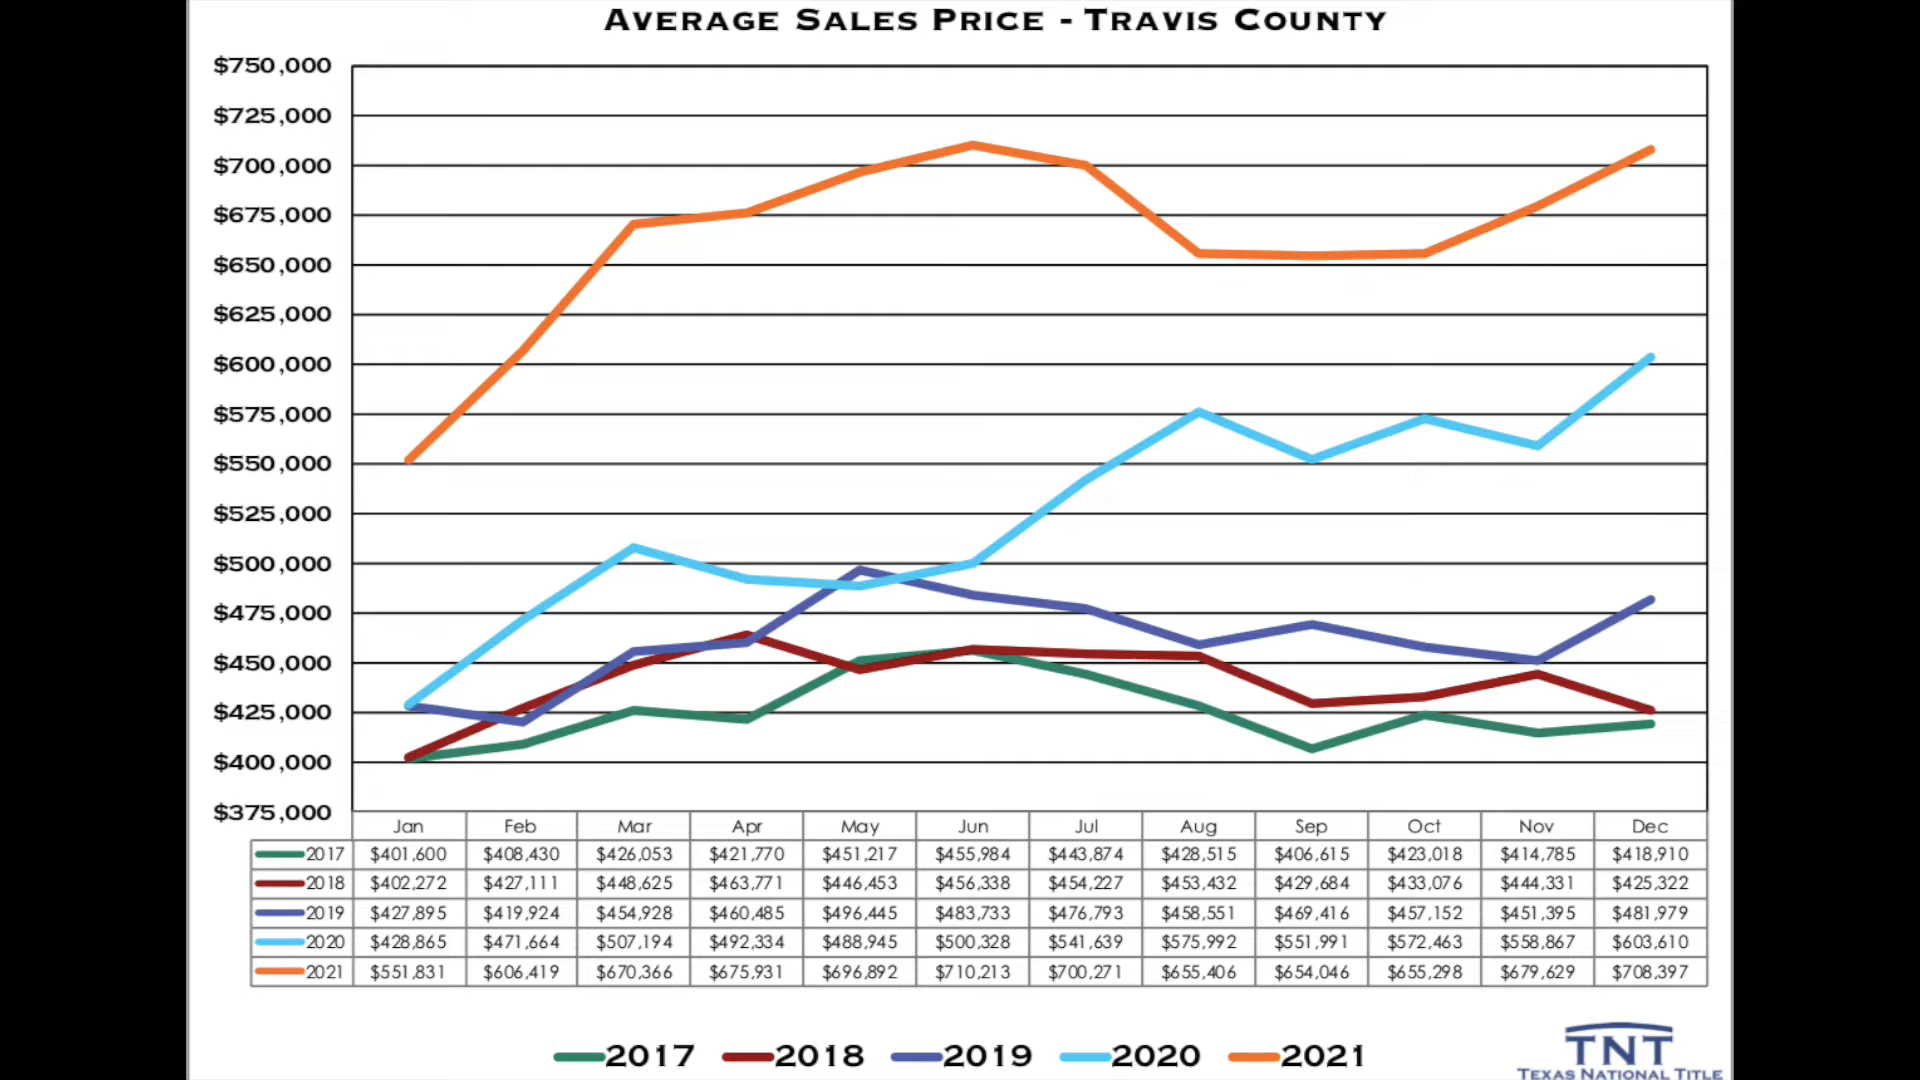 AVERAGE SALES PRICE - TRAVIS COUNTY
$750,000
$725,000
$700,000
$675,000
$650,000
$625,000
$600,000
$575,000
$550,000
$525,000
$500,000
$475,000
$450,000
$425,000
$400,000
$375,000
Jan Feb Mar Apr May Jun Jul Aug Sep Oct Nov Dec
2017 $401,600 $408,430 $426,053 $421,770 $451,217 $455,984 $443,874 $428,515 $406,615 $423,018 $414,785 $418,910
2018 $402,272 $427,111 $448,625 $463,771 $446,453 $456,338 $454,227 $453,432 $429,684 $433,076 $444,331 $425,322
2019 $427,895 $419,924 $454,928 $460,485 $496,445 $483,733 $476,793 $458,551 $469,416 $457,152 $451,395 $481,979
2020 $428,865 $471,664 $507,194 $492,334 $488,945 $500,328 $541,639 $575,992 $551,991 $572,463 $558,867 $603,610
2021 $551,831 $606,419 $670,366 $675,931 $696,892 $710,213 $700,271 $655,406 $654,046 $655,298 $679,629 $708,397
2017 2018 2019 2020 2021
TNT
TEXAS NATIONAL TITLE